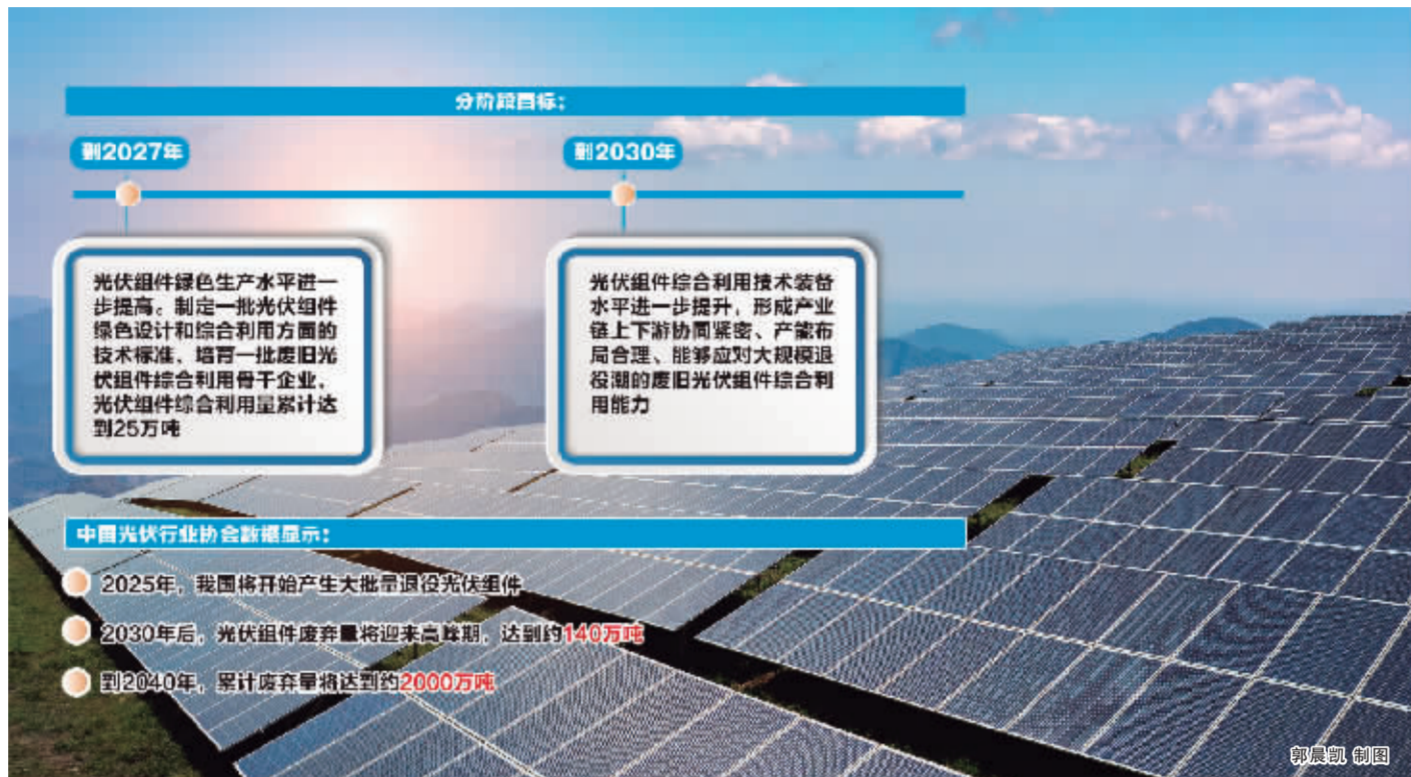 分阶段目标：
到2027年
到2030年
光伏组件绿色生产水平进一
步提高。制定一批光伏组件
绿色设计和综合利用方面的
技术标准，培育一批废旧光
伏组件综合利用骨干企业，
光伏组件综合利用量累计达
到25万吨
光伏组件综合利用技术装备
水平进一步提升，形成产业
链上下游协同紧密、产能布
局合理、能够应对大规模退
役潮的废旧光伏组件综合利
用能力
中国光伏行业协会数据显示：
2025年，我国将开始产生大批量退役光伏组件
2030年后，光伏组件废弃量将迎来高峰期，达到约140万吨
到2040年，累计废弃量将达到约2000万吨
郭晨凯 制图